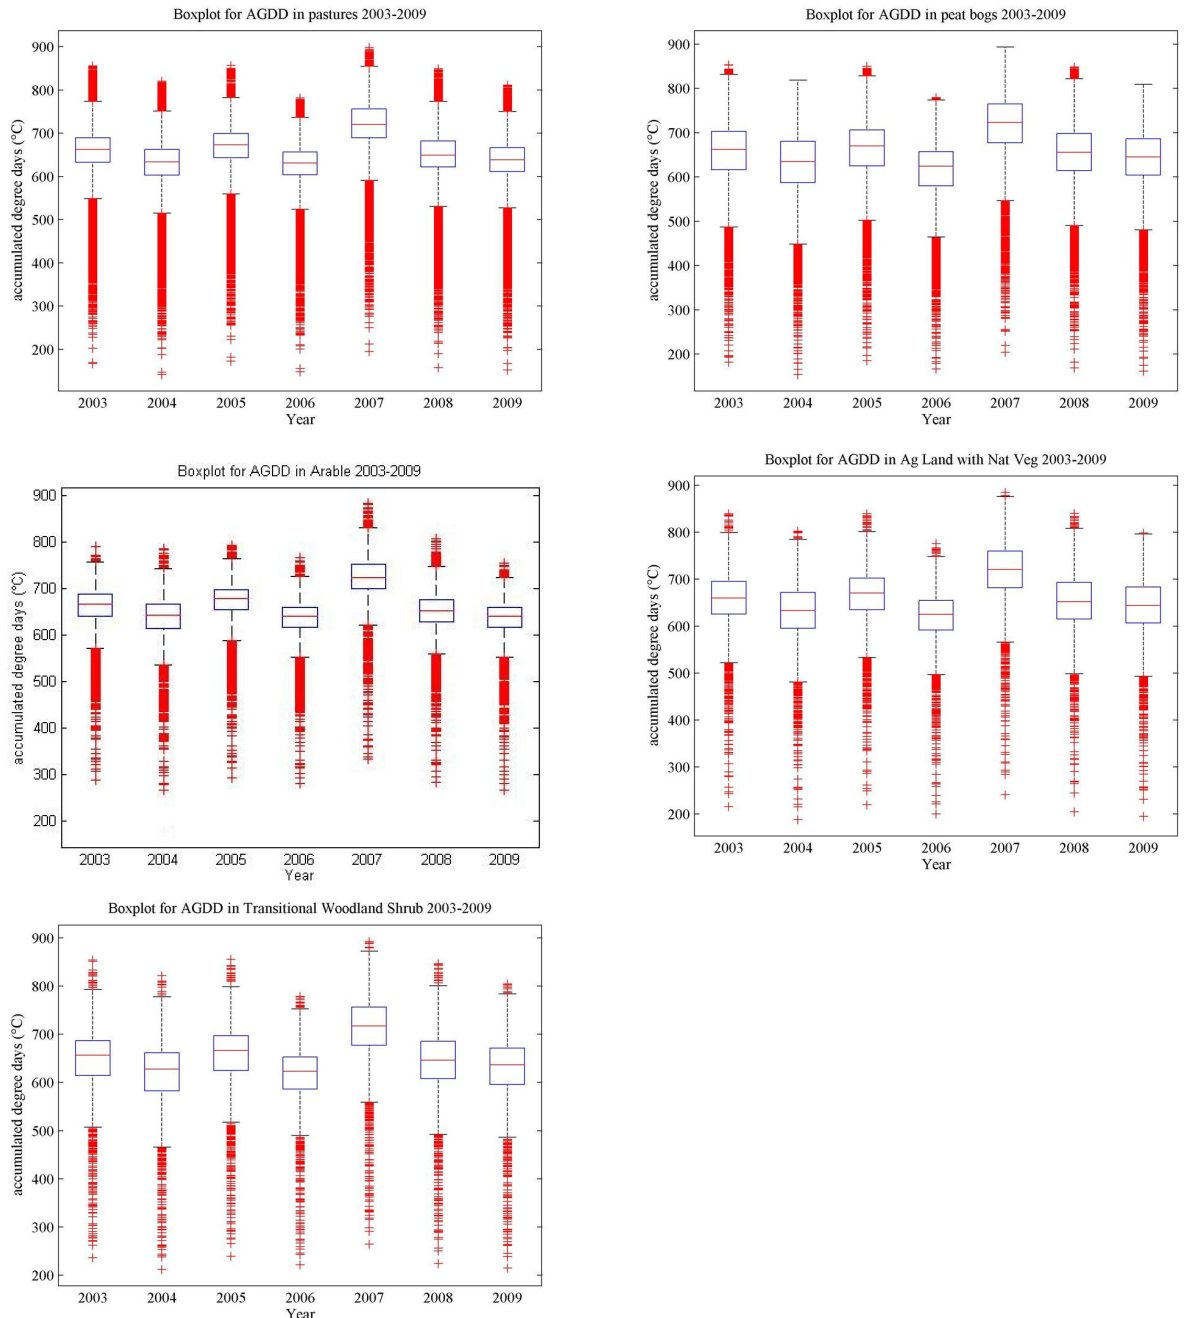 Boxplot for AGDD in pastures 2003-2009
900
800
700
600
500
400
300
200
accumulated degree days (°C)
2003 2004 2005 2006 2007 2008 2009
Year
Boxplot for AGDD in peat bogs 2003-2009
900
800
700
600
500
400
300
200
accumulated degree days (°C)
2003 2004 2005 2006 2007 2008 2009
Year
Boxplot for AGDD in Arable 2003-2009
900
800
700
600
500
400
300
200
accumulated degree days (°C)
2003 2004 2005 2006 2007 2008 2009
Year
Boxplot for AGDD in Ag Land with Nat Veg 2003-2009
900
800
700
600
500
400
300
200
accumulated degree days (°C)
2003 2004 2005 2006 2007 2008 2009
Year
Boxplot for AGDD in Transitional Woodland Shrub 2003-2009
900
800
700
600
500
400
300
200
accumulated degree days (°C)
2003 2004 2005 2006 2007 2008 2009
Year